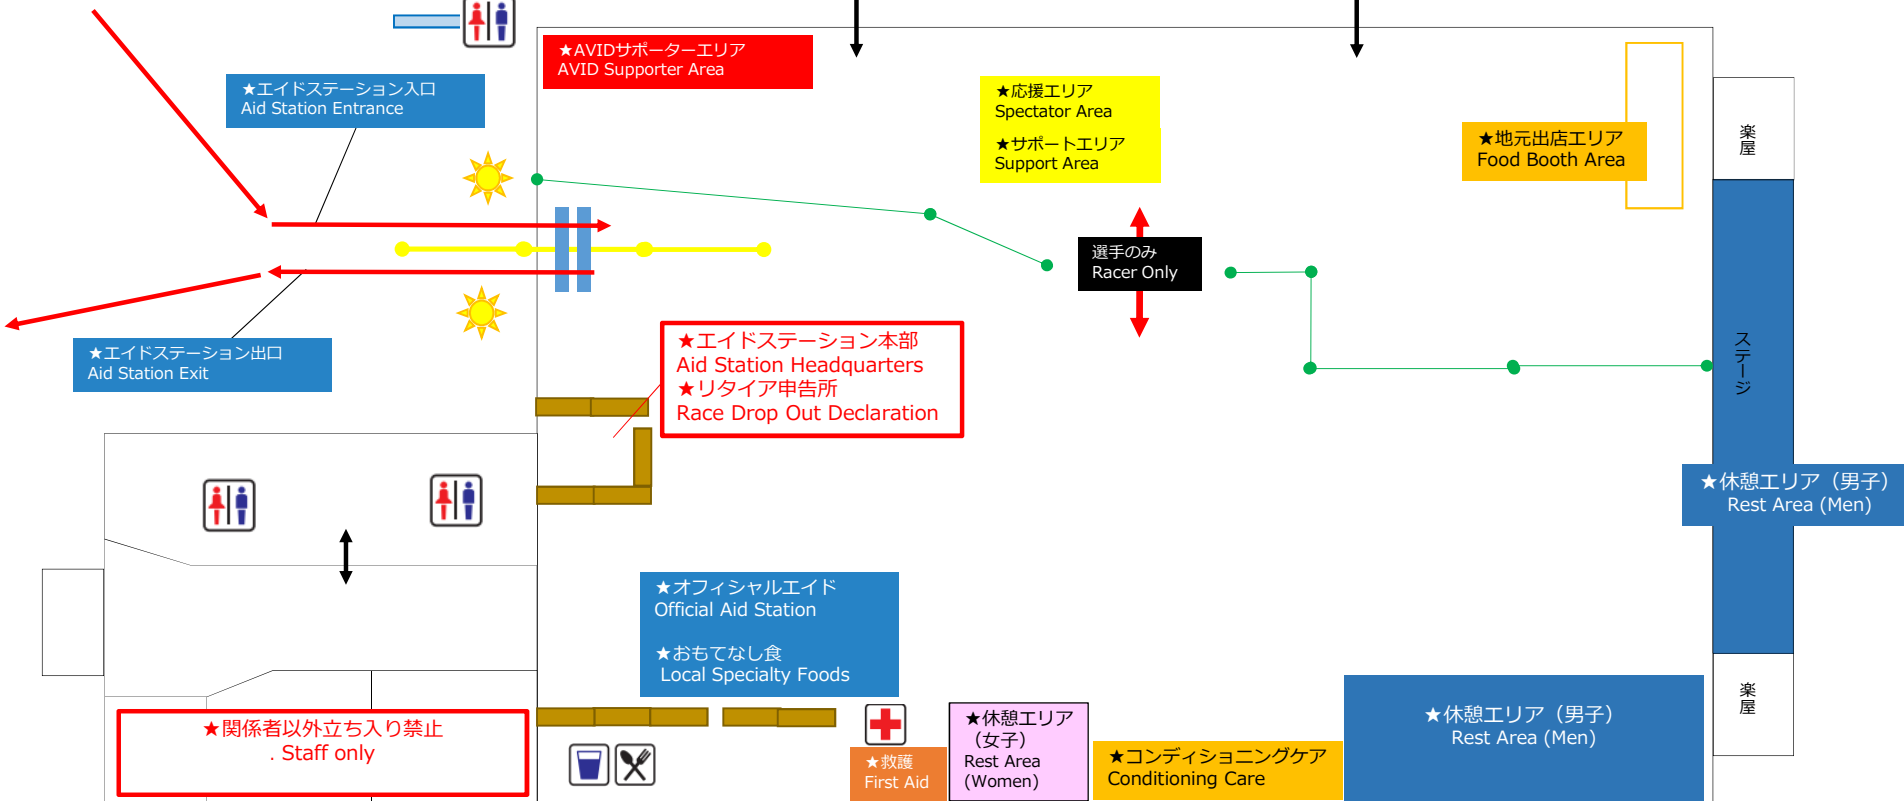 ★AVIDサポーターエリア
AVID Supporter Area
★エイドステーション入口
Aid Station Entrance
★応援エリア
Spectator Area
★サポートエリア
Support Area
★地元出店エリア
Food Booth Area
楽屋
選手のみ
Racer Only
★エイドステーション出口
Aid Station Exit
★エイドステーション本部
Aid Station Headquarters
★リタイア申告所
Race Drop Out Declaration
ステージ
★休憩エリア（男子）
Rest Area (Men)
★オフィシャルエイド
Official Aid Station
★おもてなし食
Local Specialty Foods
楽屋
★関係者以外立ち入り禁止
. Staff only
★救護
First Aid
★休憩エリア
（女子）
Rest Area
(Women)
★コンディショニングケア
Conditioning Care
★休憩エリア（男子）
Rest Area (Men)